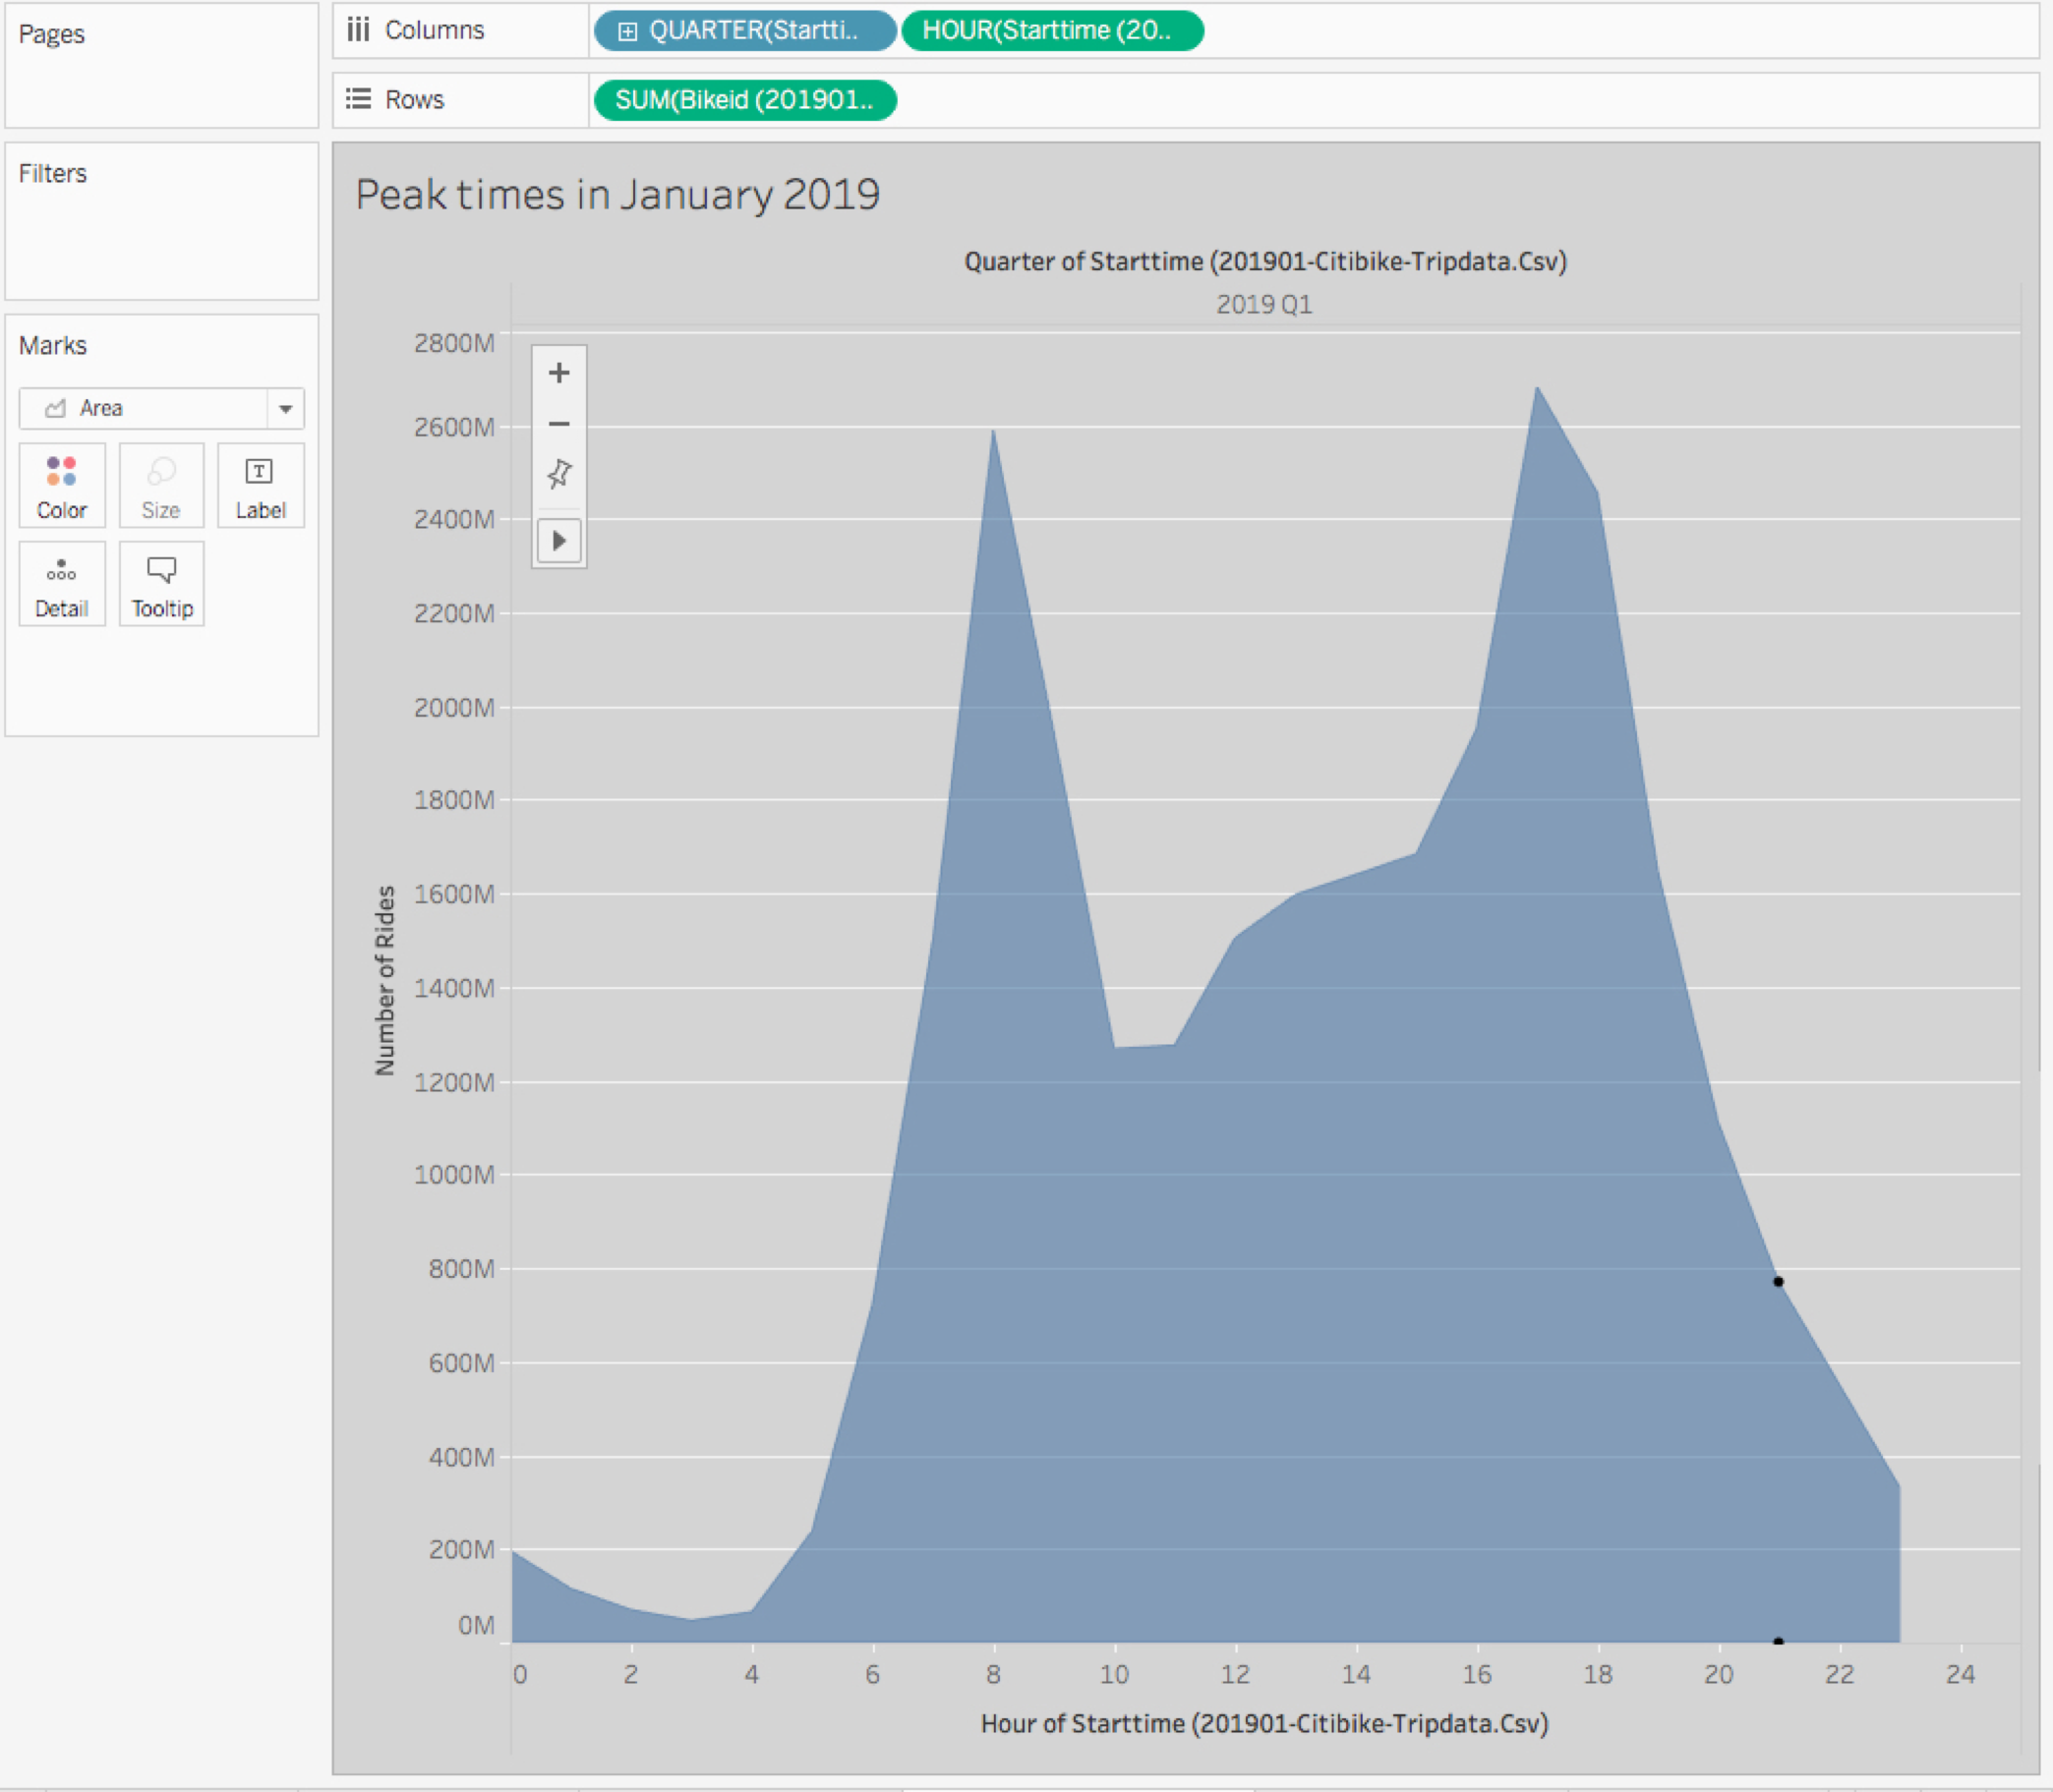 Pages
Columns
QUARTER(Startti..
HOUR(Starttime (20..
Rows
SUM(Bikeid (201901..
Filters
Marks
Area
Color
Size
T
Label
Detail
Tooltip
Peak times in January 2019
Quarter of Starttime (201901-Citibike-Tripdata.Csv)
2019 Q1
2800M
2600M
2400M
2200M
2000M
1800M
1600M
1400M
1200M
1000M
800M
600M
400M
200M
0M
Number of Rides
0 2 4 6 8 10 12 14 16 18 20 22 24
Hour of Starttime (201901-Citibike-Tripdata.Csv)